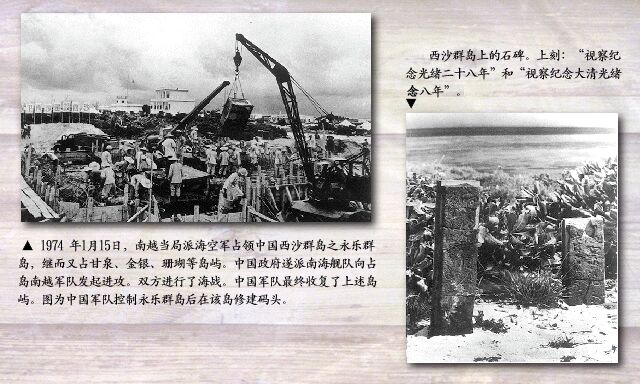 ▲ 1974 年1月15日，南越当局派海空军占领中国西沙群岛之永乐群
岛，继而又占甘泉、金银、珊瑚等岛屿。中国政府遂派南海舰队向占
岛南越军队发起进攻。双方进行了海战。中国军队最终收复了上述岛
屿。图为中国军队控制永乐群岛后在该岛修建码头。
西沙群岛上的石碑。上刻：“视察纪
念光绪二十八年”和“视察纪念大清光绪
念八年”。
▼